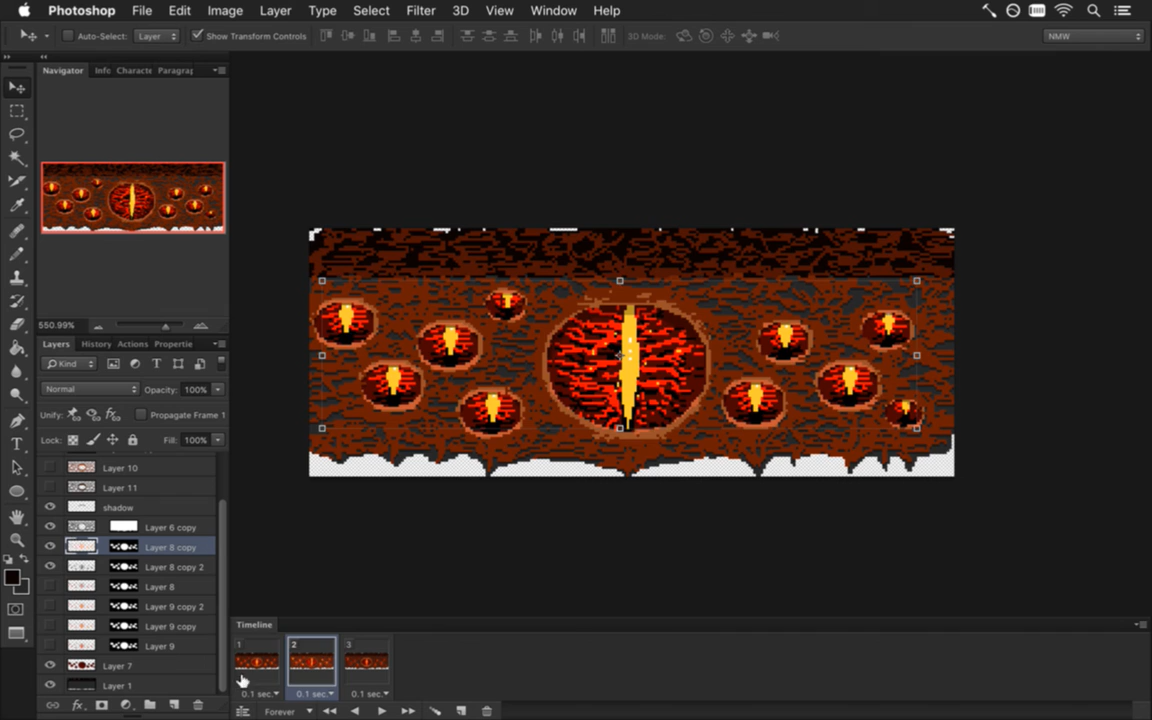 Photoshop File Edit Image Layer Type Select Filter 3D View Window Help
Auto-Select: Layer Show Transform Controls 3D Mode: NMW
Navigator Info Characte Paragrap
550.99%
Layers History Actions Propertie
Kind
Normal Opacity: 100%
Unify: Propagate Frame 1
Lock: Fill: 100%
Layer 10
Layer 11
shadow
Layer 6 copy
Layer 8 copy
Layer 8 copy 2
Layer 8
Layer 9 copy 2
Layer 9 copy
Layer 9
Layer 7
Layer 1
Timeline
1 2 3
0.1 sec. 0.1 sec. 0.1 sec.
Forever